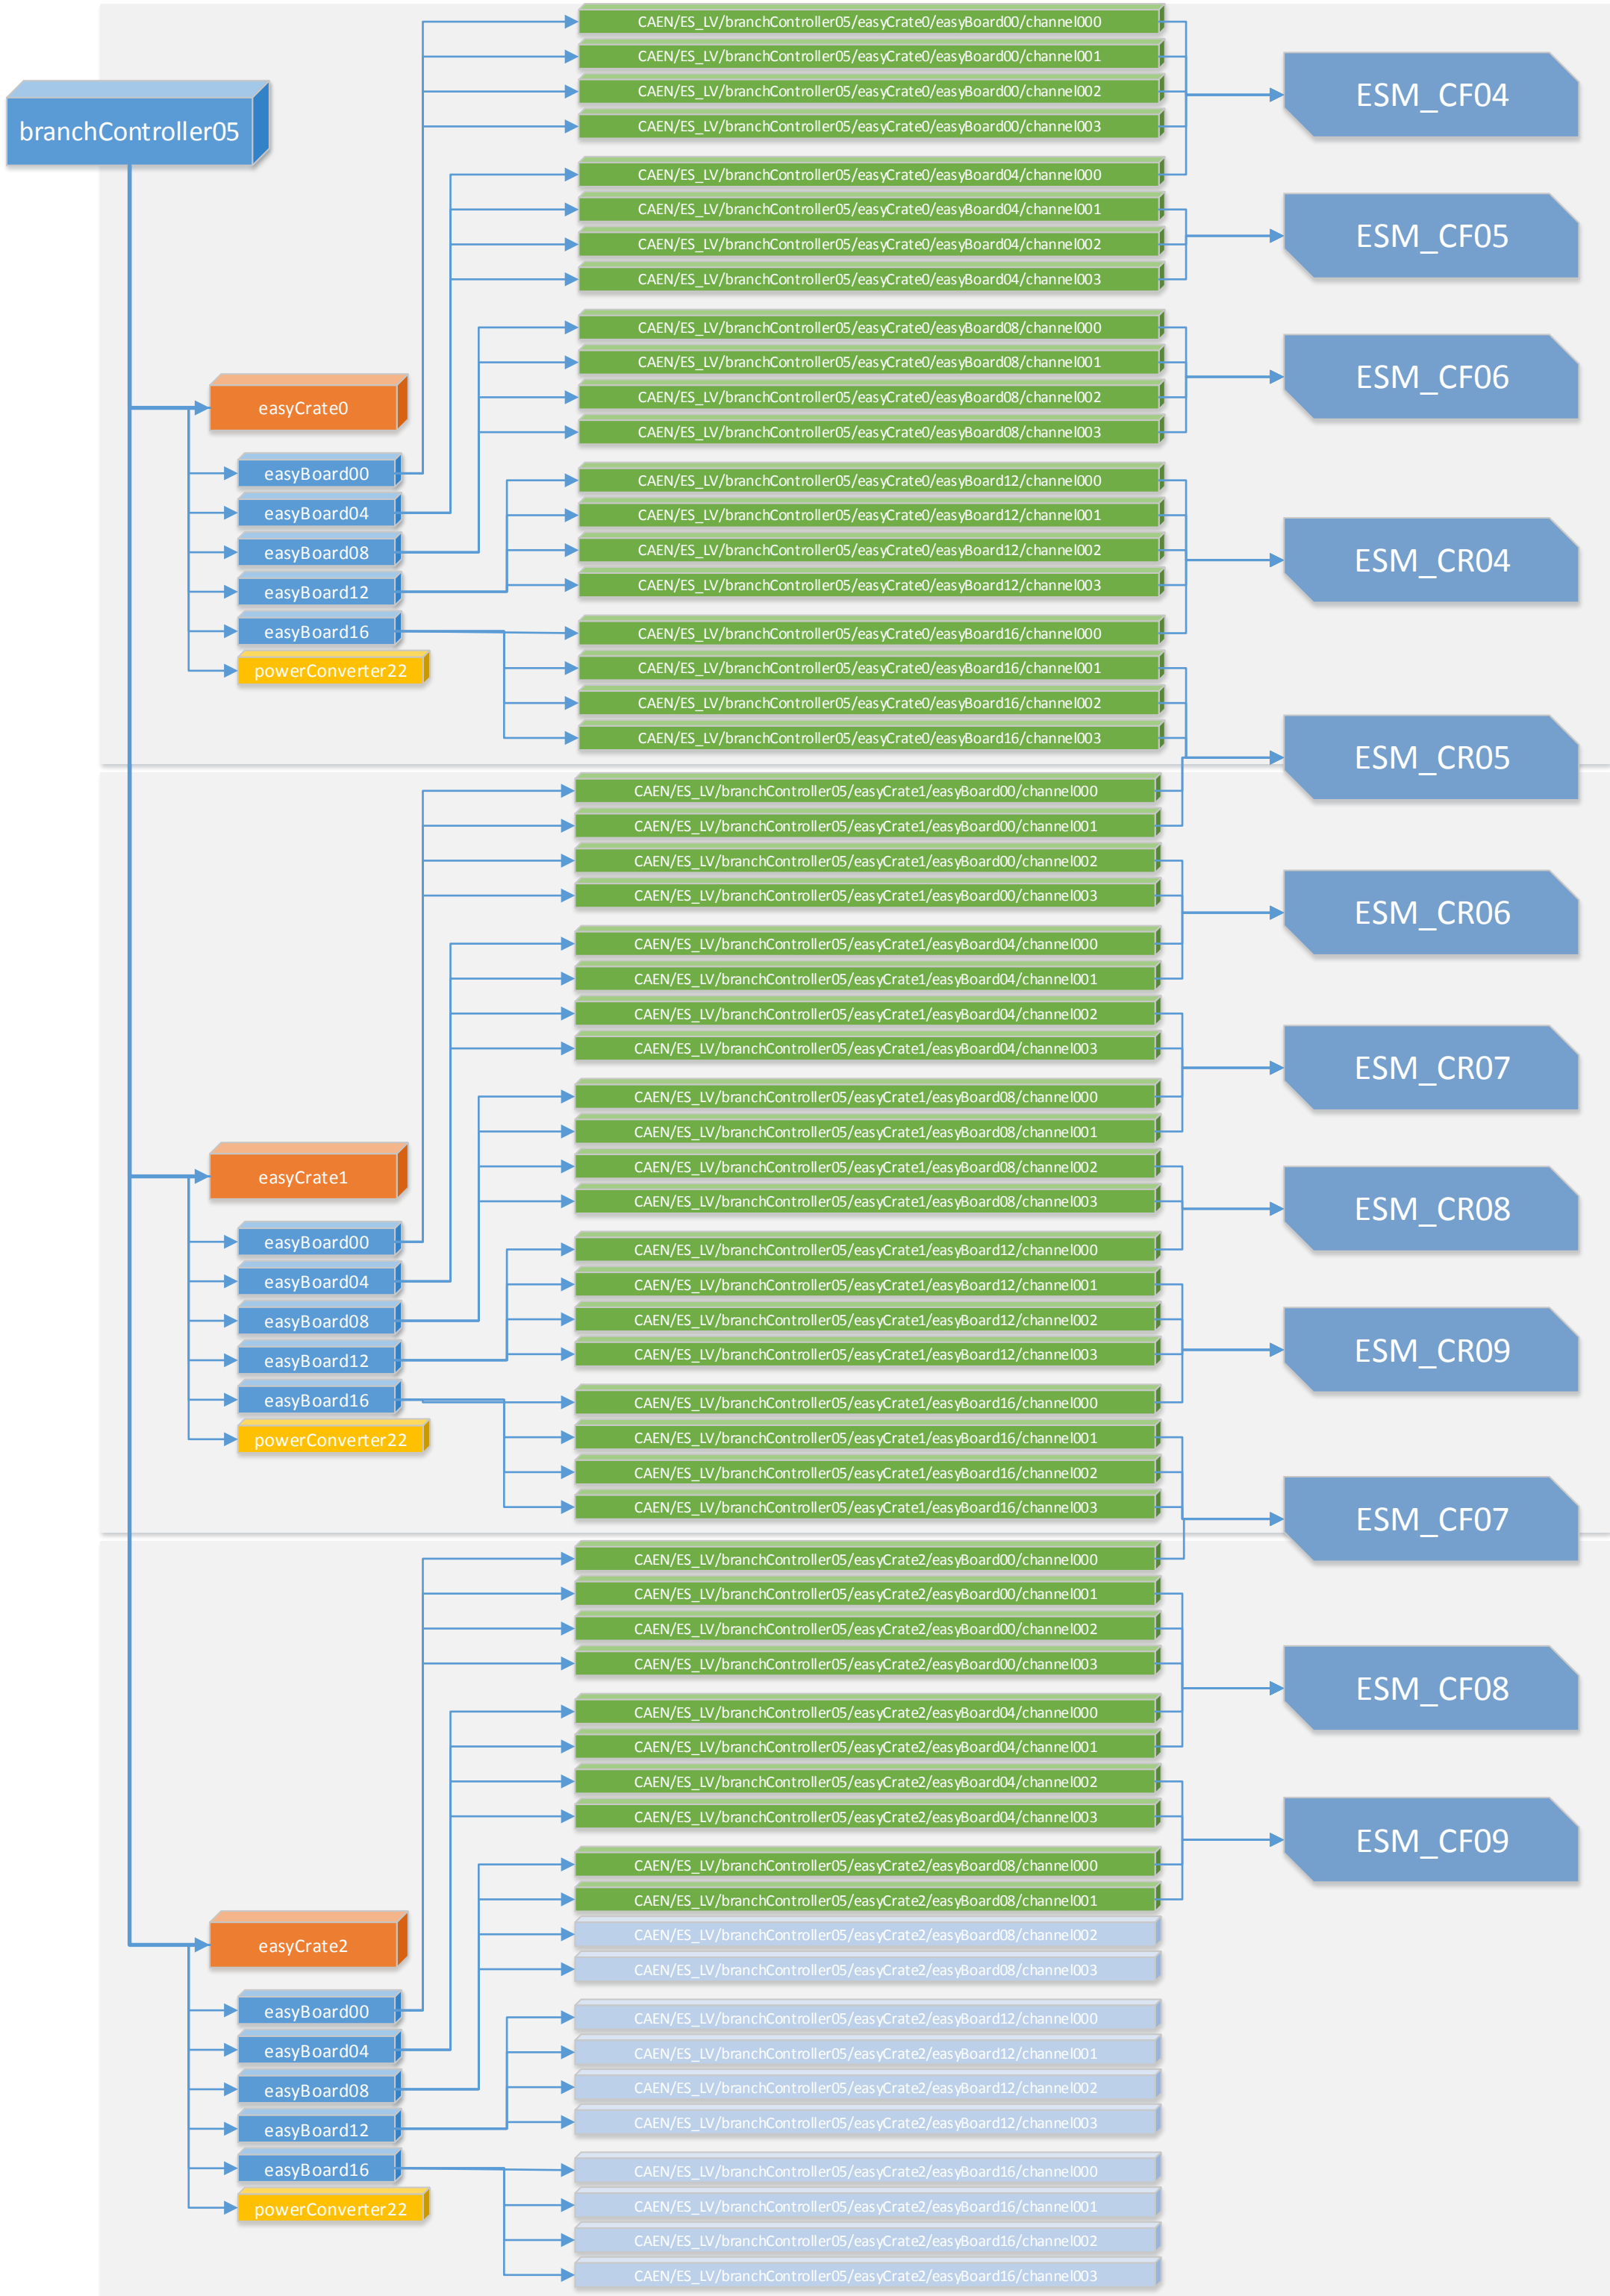 branchController05
easyCrate0
easyBoard00
easyBoard04
easyBoard08
easyBoard12
easyBoard16
powerConverter22
CAEN/ES_LV/branchController05/easyCrate0/easyBoard00/channel000
CAEN/ES_LV/branchController05/easyCrate0/easyBoard00/channel001
CAEN/ES_LV/branchController05/easyCrate0/easyBoard00/channel002
CAEN/ES_LV/branchController05/easyCrate0/easyBoard00/channel003
CAEN/ES_LV/branchController05/easyCrate0/easyBoard04/channel000
CAEN/ES_LV/branchController05/easyCrate0/easyBoard04/channel001
CAEN/ES_LV/branchController05/easyCrate0/easyBoard04/channel002
CAEN/ES_LV/branchController05/easyCrate0/easyBoard04/channel003
CAEN/ES_LV/branchController05/easyCrate0/easyBoard08/channel000
CAEN/ES_LV/branchController05/easyCrate0/easyBoard08/channel001
CAEN/ES_LV/branchController05/easyCrate0/easyBoard08/channel002
CAEN/ES_LV/branchController05/easyCrate0/easyBoard08/channel003
CAEN/ES_LV/branchController05/easyCrate0/easyBoard12/channel000
CAEN/ES_LV/branchController05/easyCrate0/easyBoard12/channel001
CAEN/ES_LV/branchController05/easyCrate0/easyBoard12/channel002
CAEN/ES_LV/branchController05/easyCrate0/easyBoard12/channel003
CAEN/ES_LV/branchController05/easyCrate0/easyBoard16/channel000
CAEN/ES_LV/branchController05/easyCrate0/easyBoard16/channel001
CAEN/ES_LV/branchController05/easyCrate0/easyBoard16/channel002
CAEN/ES_LV/branchController05/easyCrate0/easyBoard16/channel003
ESM_CF04
ESM_CF05
ESM_CF06
ESM_CR04
ESM_CR05
easyCrate1
easyBoard00
easyBoard04
easyBoard08
easyBoard12
easyBoard16
powerConverter22
CAEN/ES_LV/branchController05/easyCrate1/easyBoard00/channel000
CAEN/ES_LV/branchController05/easyCrate1/easyBoard00/channel001
CAEN/ES_LV/branchController05/easyCrate1/easyBoard00/channel002
CAEN/ES_LV/branchController05/easyCrate1/easyBoard00/channel003
CAEN/ES_LV/branchController05/easyCrate1/easyBoard04/channel000
CAEN/ES_LV/branchController05/easyCrate1/easyBoard04/channel001
CAEN/ES_LV/branchController05/easyCrate1/easyBoard04/channel002
CAEN/ES_LV/branchController05/easyCrate1/easyBoard04/channel003
CAEN/ES_LV/branchController05/easyCrate1/easyBoard08/channel000
CAEN/ES_LV/branchController05/easyCrate1/easyBoard08/channel001
CAEN/ES_LV/branchController05/easyCrate1/easyBoard08/channel002
CAEN/ES_LV/branchController05/easyCrate1/easyBoard08/channel003
CAEN/ES_LV/branchController05/easyCrate1/easyBoard12/channel000
CAEN/ES_LV/branchController05/easyCrate1/easyBoard12/channel001
CAEN/ES_LV/branchController05/easyCrate1/easyBoard12/channel002
CAEN/ES_LV/branchController05/easyCrate1/easyBoard12/channel003
CAEN/ES_LV/branchController05/easyCrate1/easyBoard16/channel000
CAEN/ES_LV/branchController05/easyCrate1/easyBoard16/channel001
CAEN/ES_LV/branchController05/easyCrate1/easyBoard16/channel002
CAEN/ES_LV/branchController05/easyCrate1/easyBoard16/channel003
ESM_CR06
ESM_CR07
ESM_CR08
ESM_CR09
ESM_CF07
easyCrate2
easyBoard00
easyBoard04
easyBoard08
easyBoard12
easyBoard16
powerConverter22
CAEN/ES_LV/branchController05/easyCrate2/easyBoard00/channel000
CAEN/ES_LV/branchController05/easyCrate2/easyBoard00/channel001
CAEN/ES_LV/branchController05/easyCrate2/easyBoard00/channel002
CAEN/ES_LV/branchController05/easyCrate2/easyBoard00/channel003
CAEN/ES_LV/branchController05/easyCrate2/easyBoard04/channel000
CAEN/ES_LV/branchController05/easyCrate2/easyBoard04/channel001
CAEN/ES_LV/branchController05/easyCrate2/easyBoard04/channel002
CAEN/ES_LV/branchController05/easyCrate2/easyBoard04/channel003
CAEN/ES_LV/branchController05/easyCrate2/easyBoard08/channel000
CAEN/ES_LV/branchController05/easyCrate2/easyBoard08/channel001
CAEN/ES_LV/branchController05/easyCrate2/easyBoard08/channel002
CAEN/ES_LV/branchController05/easyCrate2/easyBoard08/channel003
CAEN/ES_LV/branchController05/easyCrate2/easyBoard12/channel000
CAEN/ES_LV/branchController05/easyCrate2/easyBoard12/channel001
CAEN/ES_LV/branchController05/easyCrate2/easyBoard12/channel002
CAEN/ES_LV/branchController05/easyCrate2/easyBoard12/channel003
CAEN/ES_LV/branchController05/easyCrate2/easyBoard16/channel000
CAEN/ES_LV/branchController05/easyCrate2/easyBoard16/channel001
CAEN/ES_LV/branchController05/easyCrate2/easyBoard16/channel002
CAEN/ES_LV/branchController05/easyCrate2/easyBoard16/channel003
ESM_CF08
ESM_CF09